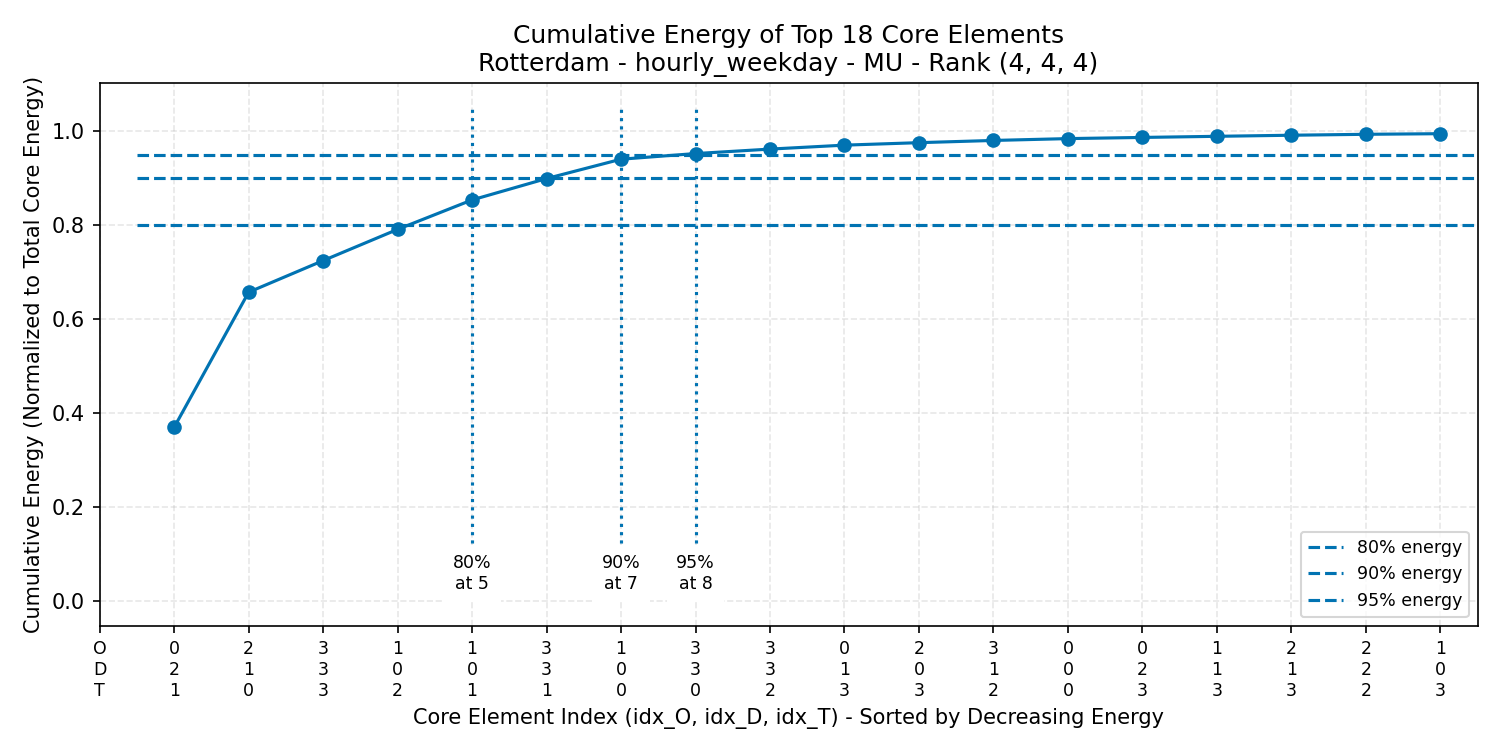 Cumulative Energy of Top 18 Core Elements
Rotterdam - hourly_weekday - MU - Rank (4, 4, 4)
Cumulative Energy (Normalized to Total Core Energy)
1.0
0.8
0.6
0.4
0.2
0.0
80% 90% 95%
at 5 at 7 at 8
80% energy
90% energy
95% energy
O 0 2 3 1 1 3 1 3 3 0 2 3 0 0 1 2 2 1
D 2 1 3 0 0 3 0 3 3 1 0 1 0 2 1 1 2 0
T 1 0 3 2 1 1 0 0 2 3 3 2 0 3 3 3 2 3
Core Element Index (idx_O, idx_D, idx_T) - Sorted by Decreasing Energy